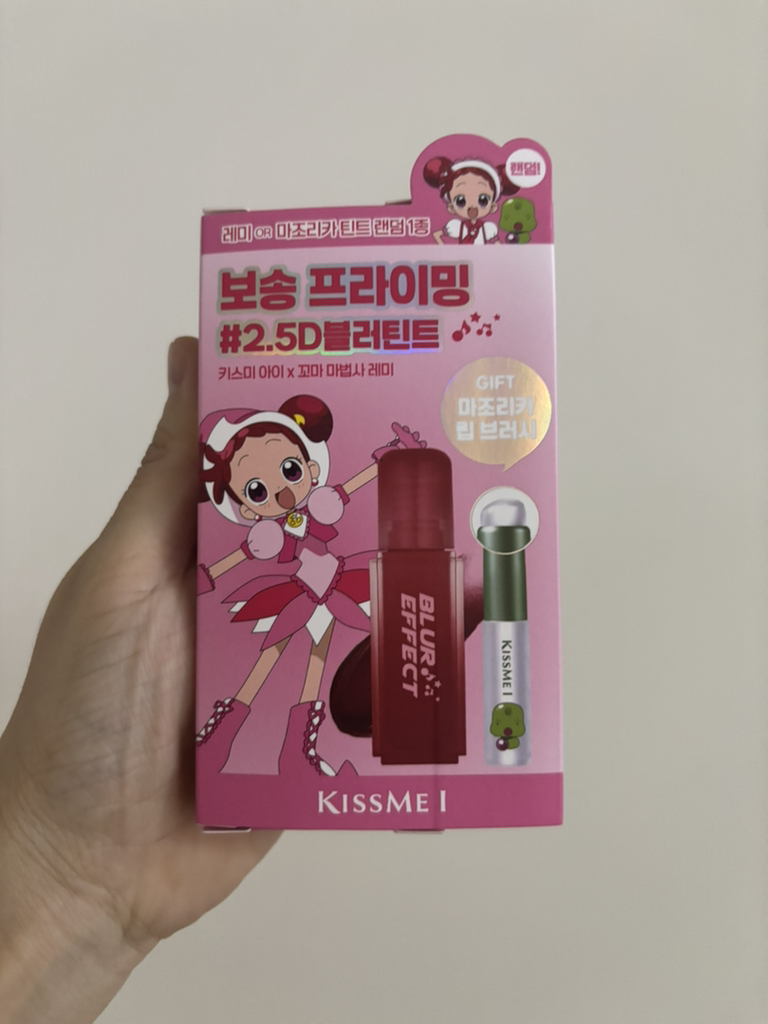 랜덤!
레미 OR 마조리카 틴트 랜덤 1종
보송 프라이밍
#2.5D블러틴트
키스미 아이 x 꼬마 마법사 레미
GIFT
마조리카
립 브러시
BLUR
EFFECT
KISSME I
KISSME I